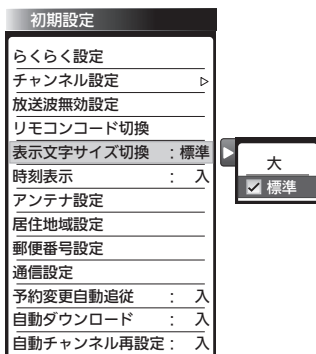 初期設定
らくらく設定
チャンネル設定
放送波無効設定
リモコンコード切換
表示文字サイズ切換 : 標準
時刻表示 : 入
アンテナ設定
居住地域設定
郵便番号設定
通信設定
予約変更自動追従 : 入
自動ダウンロード : 入
自動チャンネル再設定 : 入
大
標準